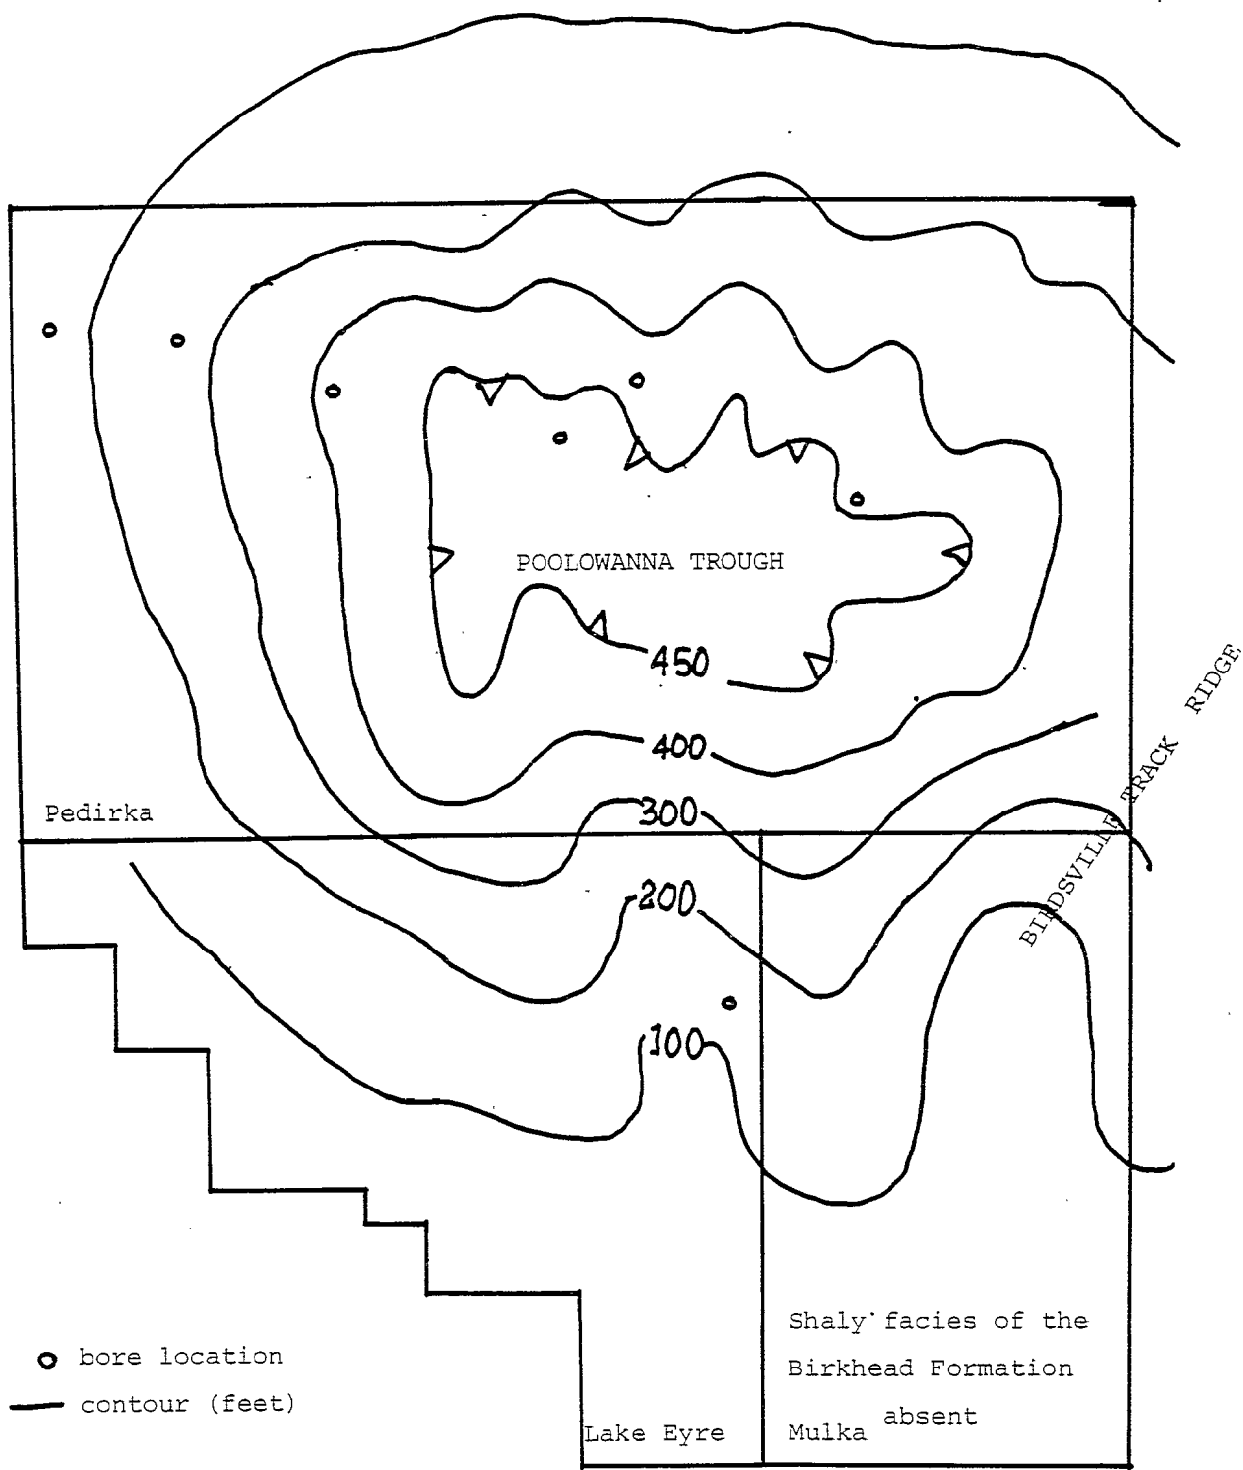 POOLOWANNA TROUGH
450
400
300
200
100
Pedirka
BIRDSVILLE TRACK RIDGE
Shaly facies of the
Birkhead Formation
absent
bore location
contour (feet)
Lake Eyre
Mulka